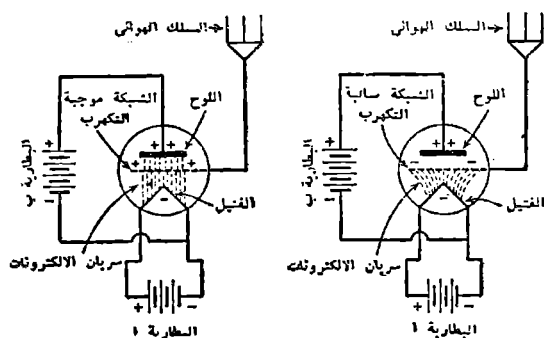 السلك الهوائي
الشبكة سالبة
التكهرب
اللوح
+ +
- -
-
البطارية ب
الفتيل
سريان الالكترونات
+ -
البطارية ا
السلك الهوائي
الشبكة موجبة
التكهرب
اللوح
+ +
+ +
-
البطارية ب
الفتيل
سريان الالكترونات
+ -
البطارية ا